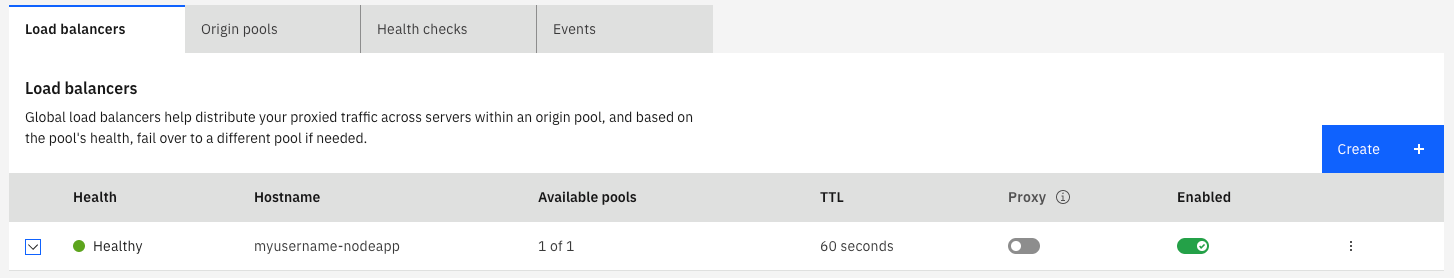 Load balancers
Origin pools
Health checks
Events
Load balancers
Global load balancers help distribute your proxied traffic across servers within an origin pool, and based on
the pool's health, fail over to a different pool if needed.
Create +
Health
Hostname
Available pools
TTL
Proxy
Enabled
Healthy
myusername-nodeapp
1 of 1
60 seconds